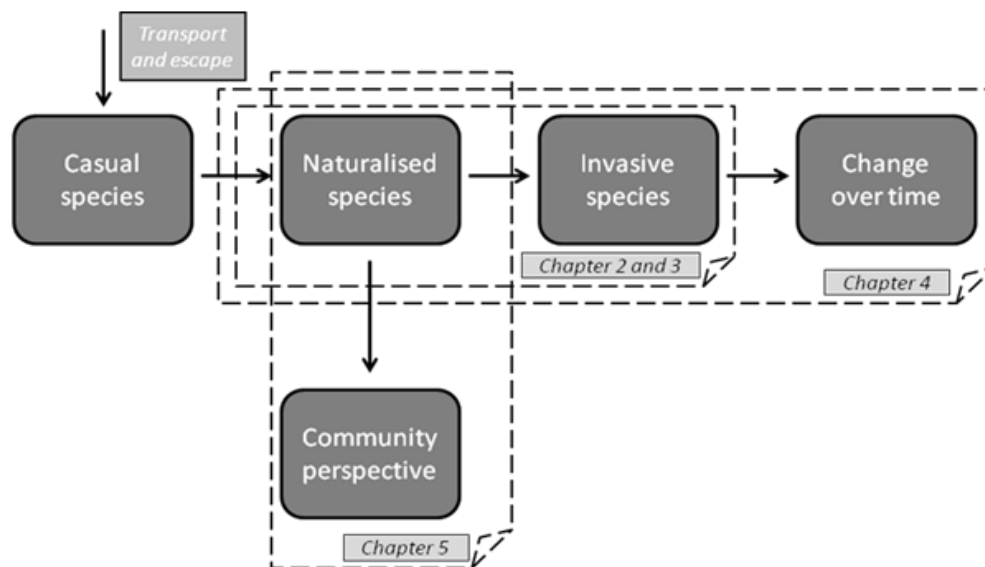 Transport
and escape
Casual
species
Naturalised
species
Invasive
species
Change
over time
Chapter 2 and 3
Chapter 4
Community
perspective
Chapter 5